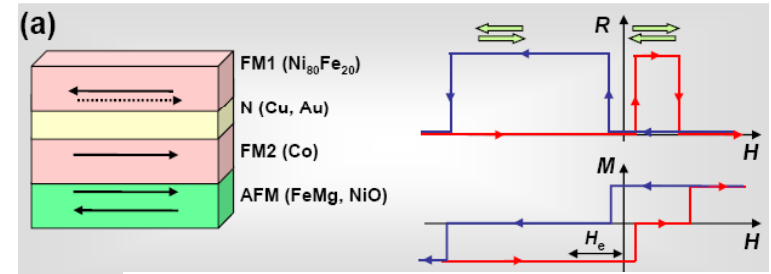 (a)
FM1 (Ni80Fe20)
N (Cu, Au)
FM2 (Co)
AFM (FeMg, NiO)
R
H
M
He
H